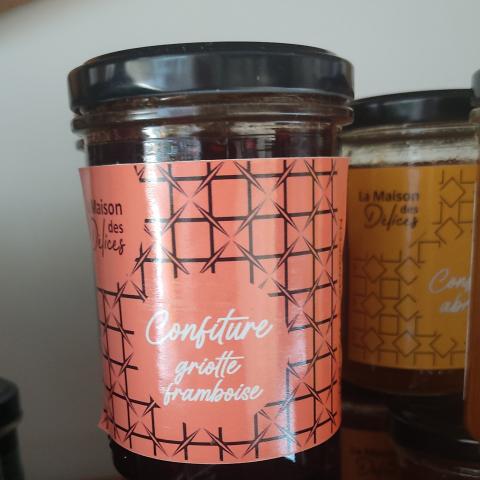 Maison
des
Délices
Confiture
griotte
framboise
La Maison
des
Délices